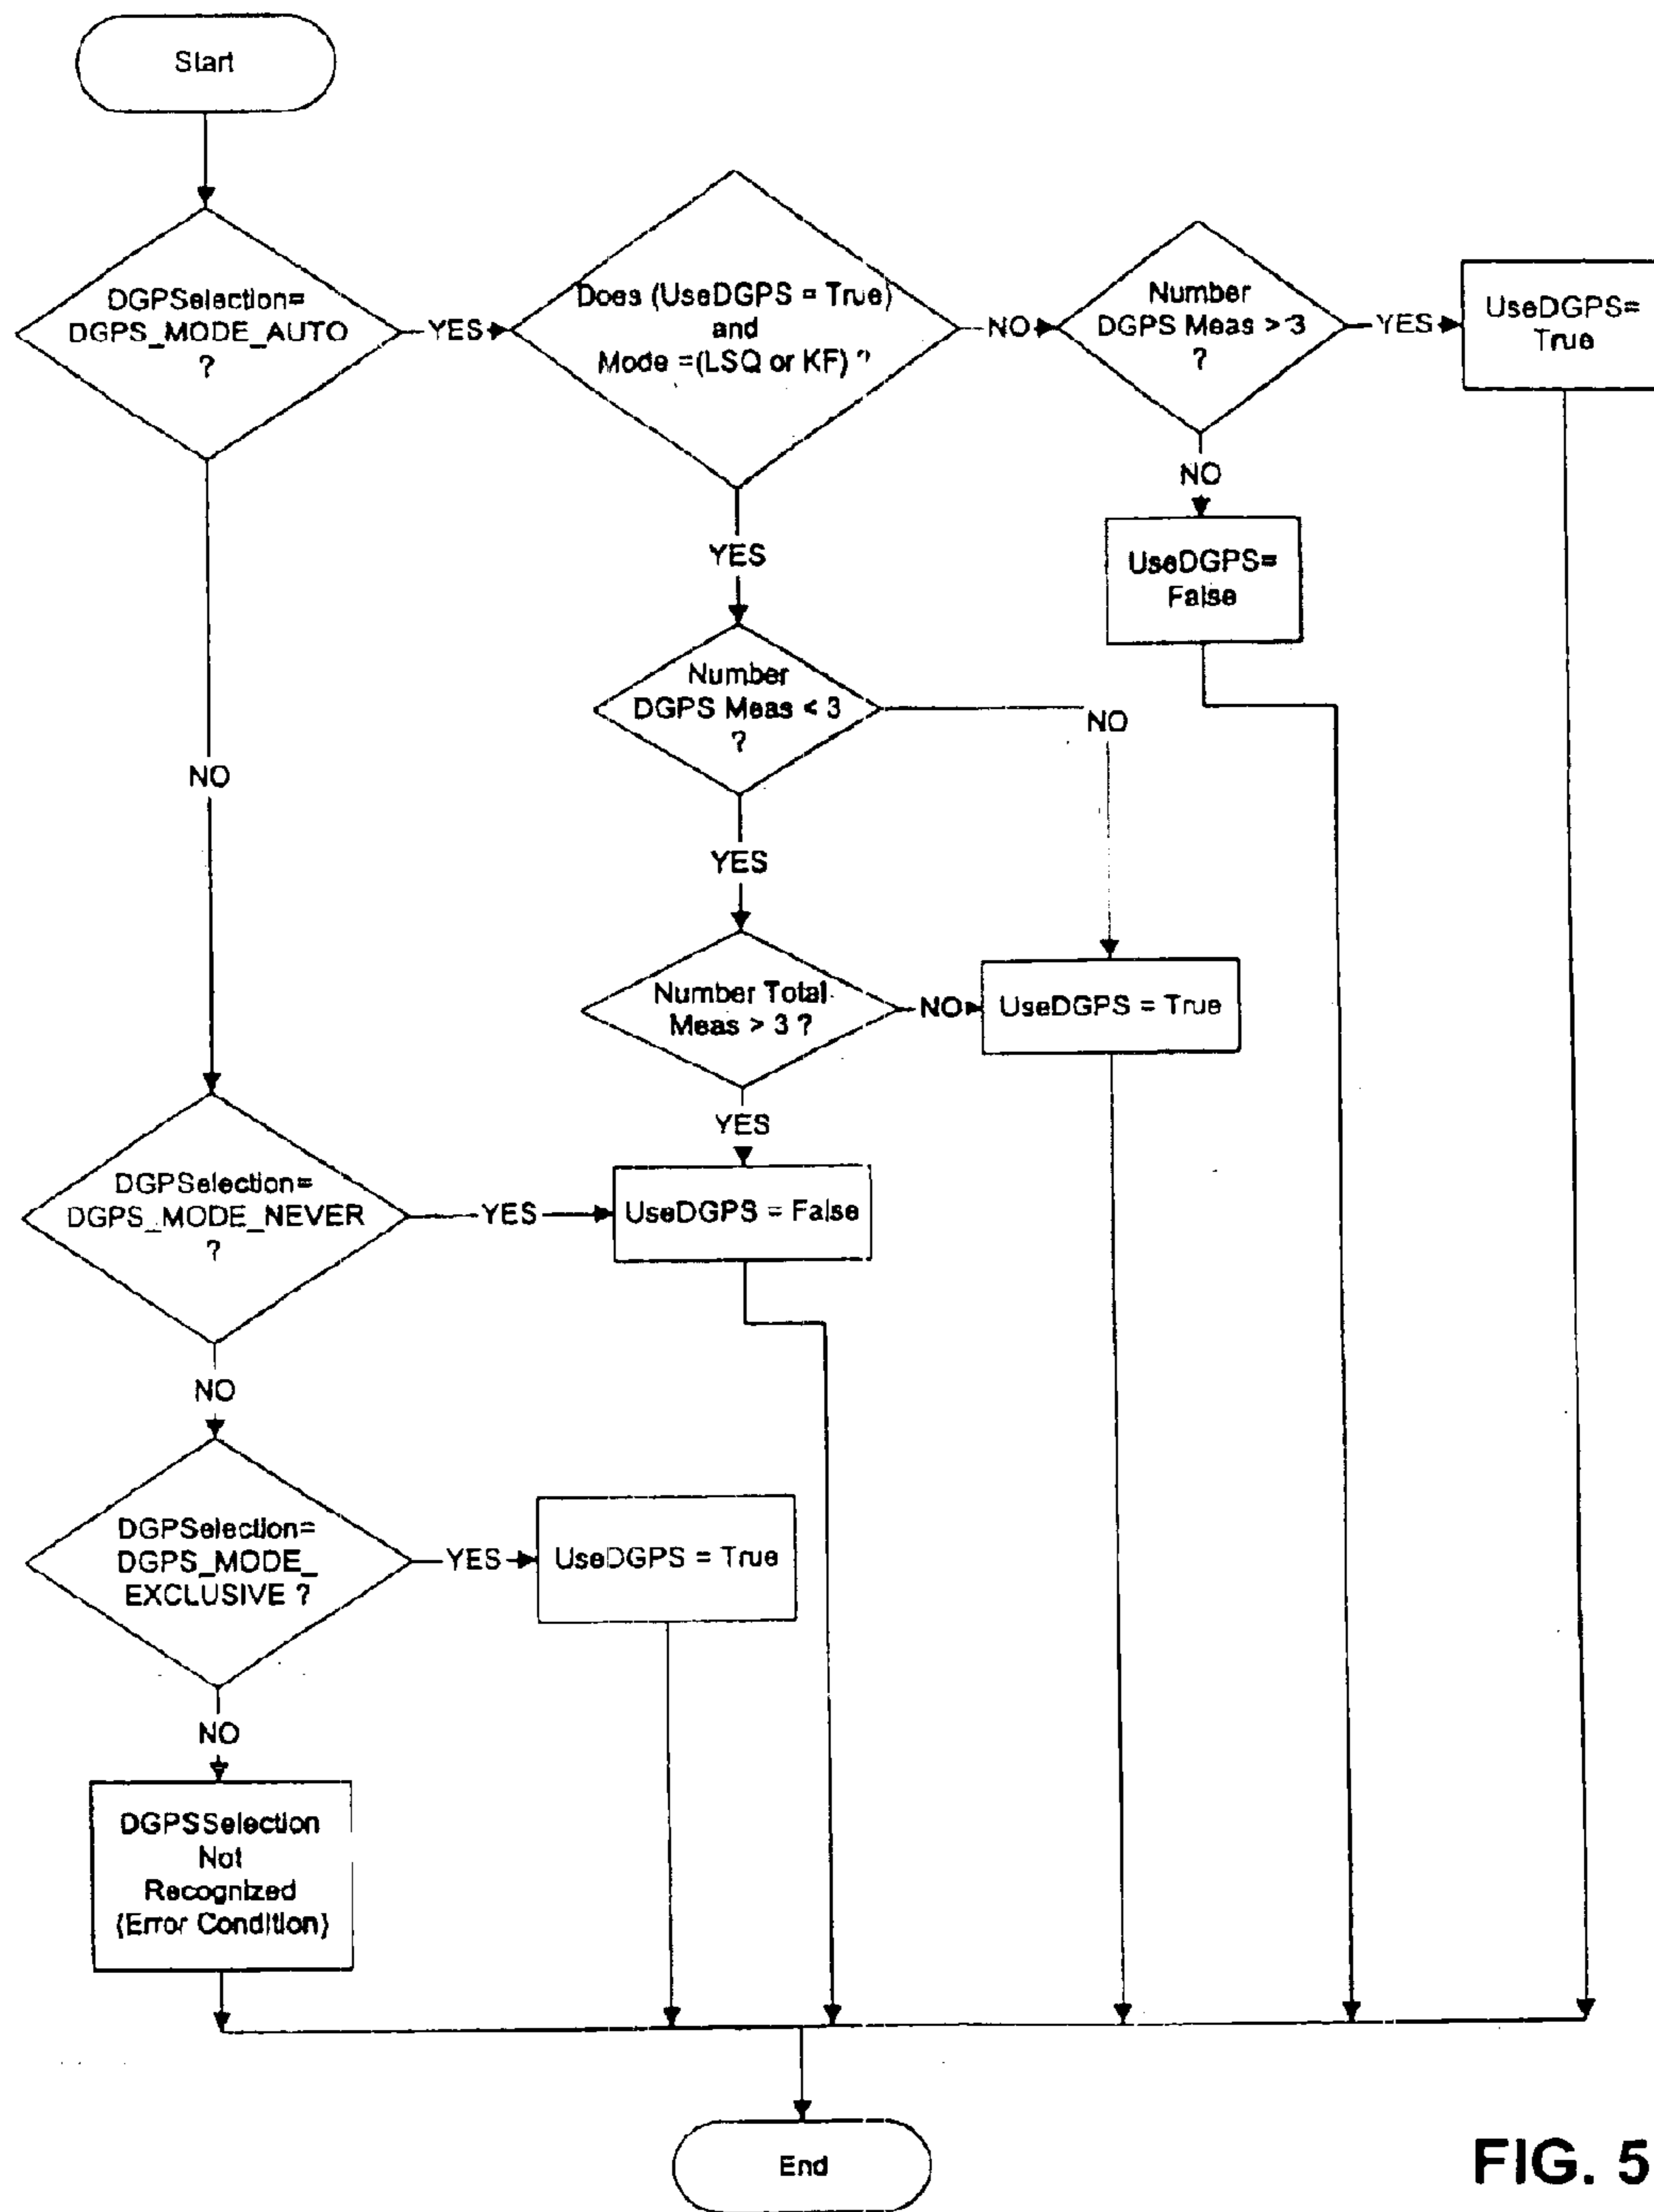 Start
DGPSelection=
DGPS_MODE_AUTO
?
YES
Does (UseDGPS = True)
and
Mode =(LSQ or KF) ?
NO
Number
DGPS Meas > 3
?
YES
UseDGPS=
True
NO
UseDGPS=
False
YES
Number
DGPS Meas < 3
?
NO
NO
YES
Number Total
Meas > 3 ?
NO
UseDGPS = True
YES
DGPSelection=
DGPS_MODE_NEVER
?
YES
UseDGPS = False
NO
DGPSelection=
DGPS_MODE_
EXCLUSIVE ?
YES
UseDGPS = True
NO
DGPSSelection
Not
Recognized
(Error Condition)
End
FIG. 5